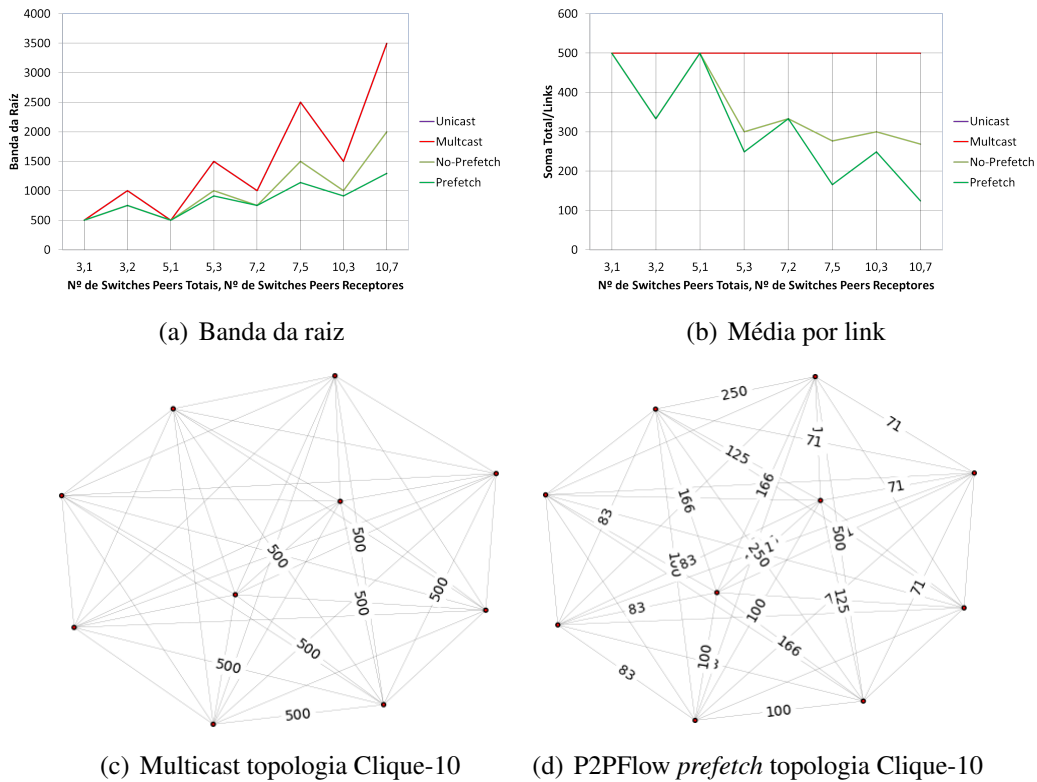 4000
3500
3000
2500
2000
1500
1000
500
0
Banda da Raiz
3,1 3,2 5,1 5,3 7,2 7,5 10,3 10,7
Nº de Switches Peers Totais, Nº de Switches Peers Receptores
Unicast
Multcast
No-Prefetch
Prefetch
(a) Banda da raiz
600
500
400
300
200
100
0
Soma Total/Links
3,1 3,2 5,1 5,3 7,2 7,5 10,3 10,7
Nº de Switches Peers Totais, Nº de Switches Peers Receptores
Unicast
Multcast
No-Prefetch
Prefetch
(b) Média por link
500
500
500
500
500
500
500
(c) Multicast topologia Clique-10
250
71
71
125
166
71
166
83
500
250
83
71
125
83
100
166
100
83
100
(d) P2PFlow prefetch topologia Clique-10